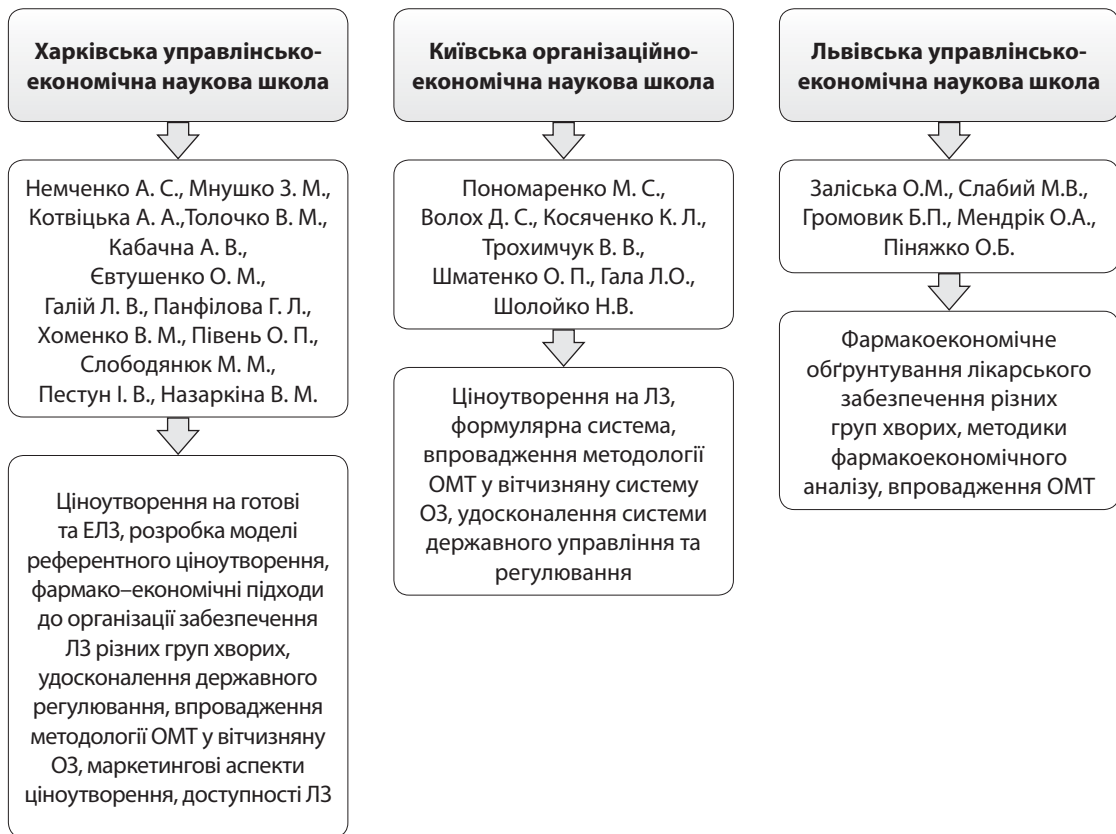 Харківська управлінсько-
економічна наукова школа
Немченко А. С., Мнушко З. М.,
Котвіцька А. А.,Толочко В. М.,
Кабачна А. В.,
Євтушенко О. М.,
Галій Л. В., Панфілова Г. Л.,
Хоменко В. М., Півень О. П.,
Слободянюк М. М.,
Пестун І. В., Назаркіна В. М.
Ціноутворення на готові
та ЕЛЗ, розробка моделі
референтного ціноутворення,
фармако–економічні підходи
до організації забезпечення
ЛЗ різних груп хворих,
удосконалення державного
регулювання, впровадження
методології ОМТ у вітчизняну
ОЗ, маркетингові аспекти
ціноутворення, доступності ЛЗ
Київська організаційно-
економічна наукова школа
Пономаренко М. С.,
Волох Д. С., Косяченко К. Л.,
Трохимчук В. В.,
Шматенко О. П., Гала Л.О.,
Шолойко Н.В.
Ціноутворення на ЛЗ,
формулярна система,
впровадження методології
ОМТ у вітчизняну систему
ОЗ, удосконалення системи
державного управління та
регулювання
Львівська управлінсько-
економічна наукова школа
Заліська О.М., Слабий М.В.,
Громовик Б.П., Мендрік О.А.,
Піняжко О.Б.
Фармакоекономічне
обґрунтування лікарського
забезпечення різних
груп хворих, методики
фармакоекономічного
аналізу, впровадження ОМТ